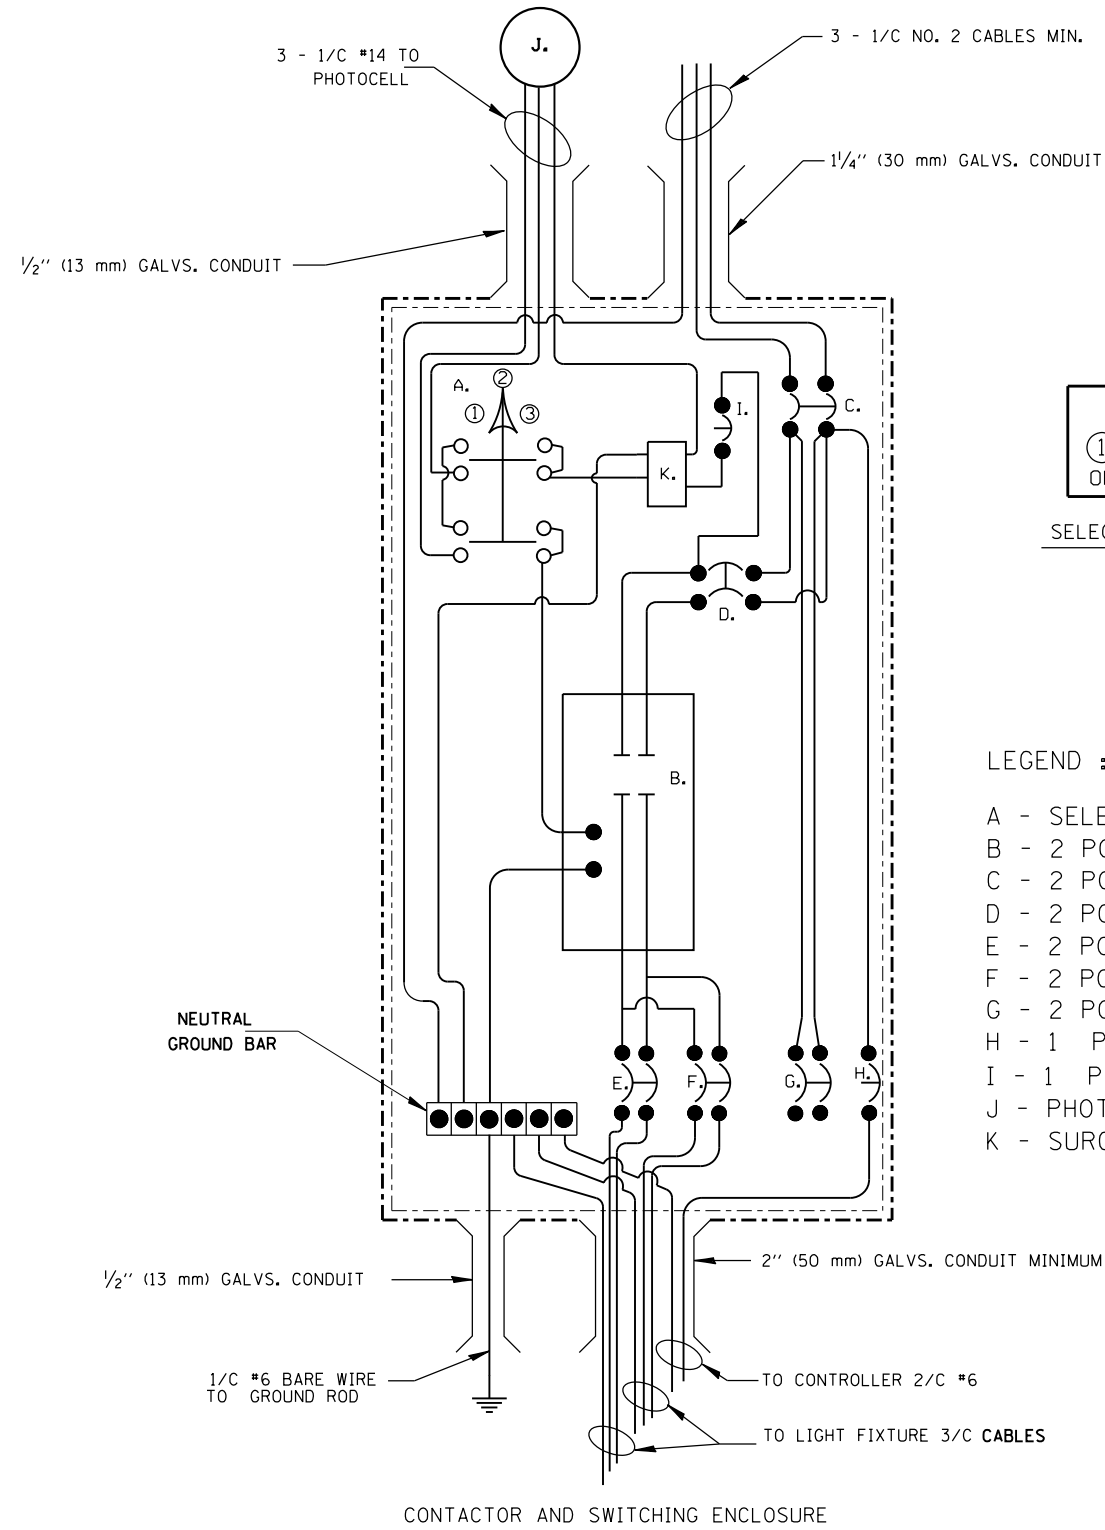 J.
3 - 1/C #14 TO
PHOTOCELL
3 - 1/C NO. 2 CABLES MIN.
1 1/4" (30 mm) GALVS. CONDUIT
1/2" (13 mm) GALVS. CONDUIT
A.
2
1
3
I.
C.
K.
D.
1
SELEC
B.
LEGEND :
A - SELE
B - 2 PO
C - 2 PO
D - 2 PO
E - 2 PO
F - 2 PO
G - 2 PO
H - 1 P
I - 1 P
J - PHOT
K - SURG
NEUTRAL
GROUND BAR
E.
F.
G.
H.
1/2" (13 mm) GALVS. CONDUIT
2" (50 mm) GALVS. CONDUIT MINIMUM
1/C #6 BARE WIRE
TO GROUND ROD
TO CONTROLLER 2/C #6
TO LIGHT FIXTURE 3/C CABLES
CONTACTOR AND SWITCHING ENCLOSURE